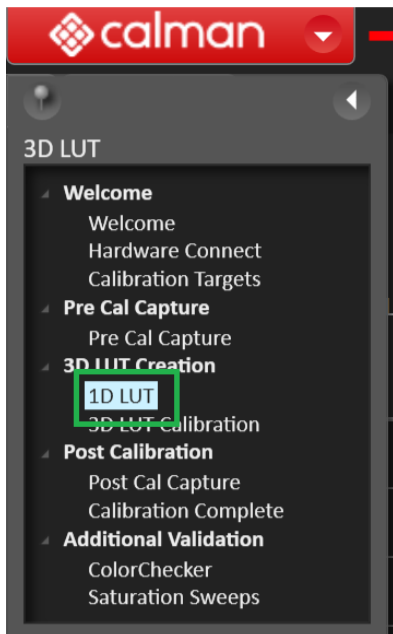 calman
3D LUT
Welcome
Welcome
Hardware Connect
Calibration Targets
Pre Cal Capture
Pre Cal Capture
3D LUT Creation
1D LUT
3D LUT Calibration
Post Calibration
Post Cal Capture
Calibration Complete
Additional Validation
ColorChecker
Saturation Sweeps